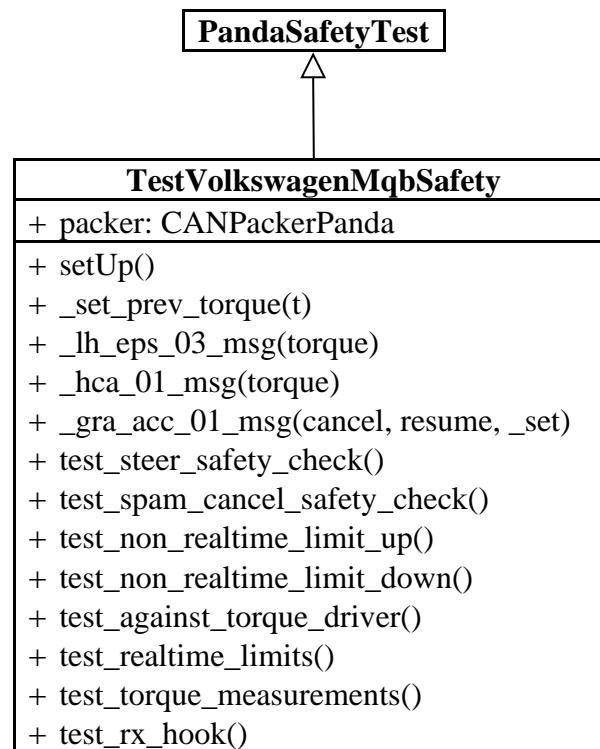 PandaSafetyTest
TestVolkswagenMqbSafety
+ packer: CANPackerPanda
+ setUp()
+ _set_prev_torque(t)
+ _lh_eps_03_msg(torque)
+ _hca_01_msg(torque)
+ _gra_acc_01_msg(cancel, resume, _set)
+ test_steer_safety_check()
+ test_spam_cancel_safety_check()
+ test_non_realtime_limit_up()
+ test_non_realtime_limit_down()
+ test_against_torque_driver()
+ test_realtime_limits()
+ test_torque_measurements()
+ test_rx_hook()